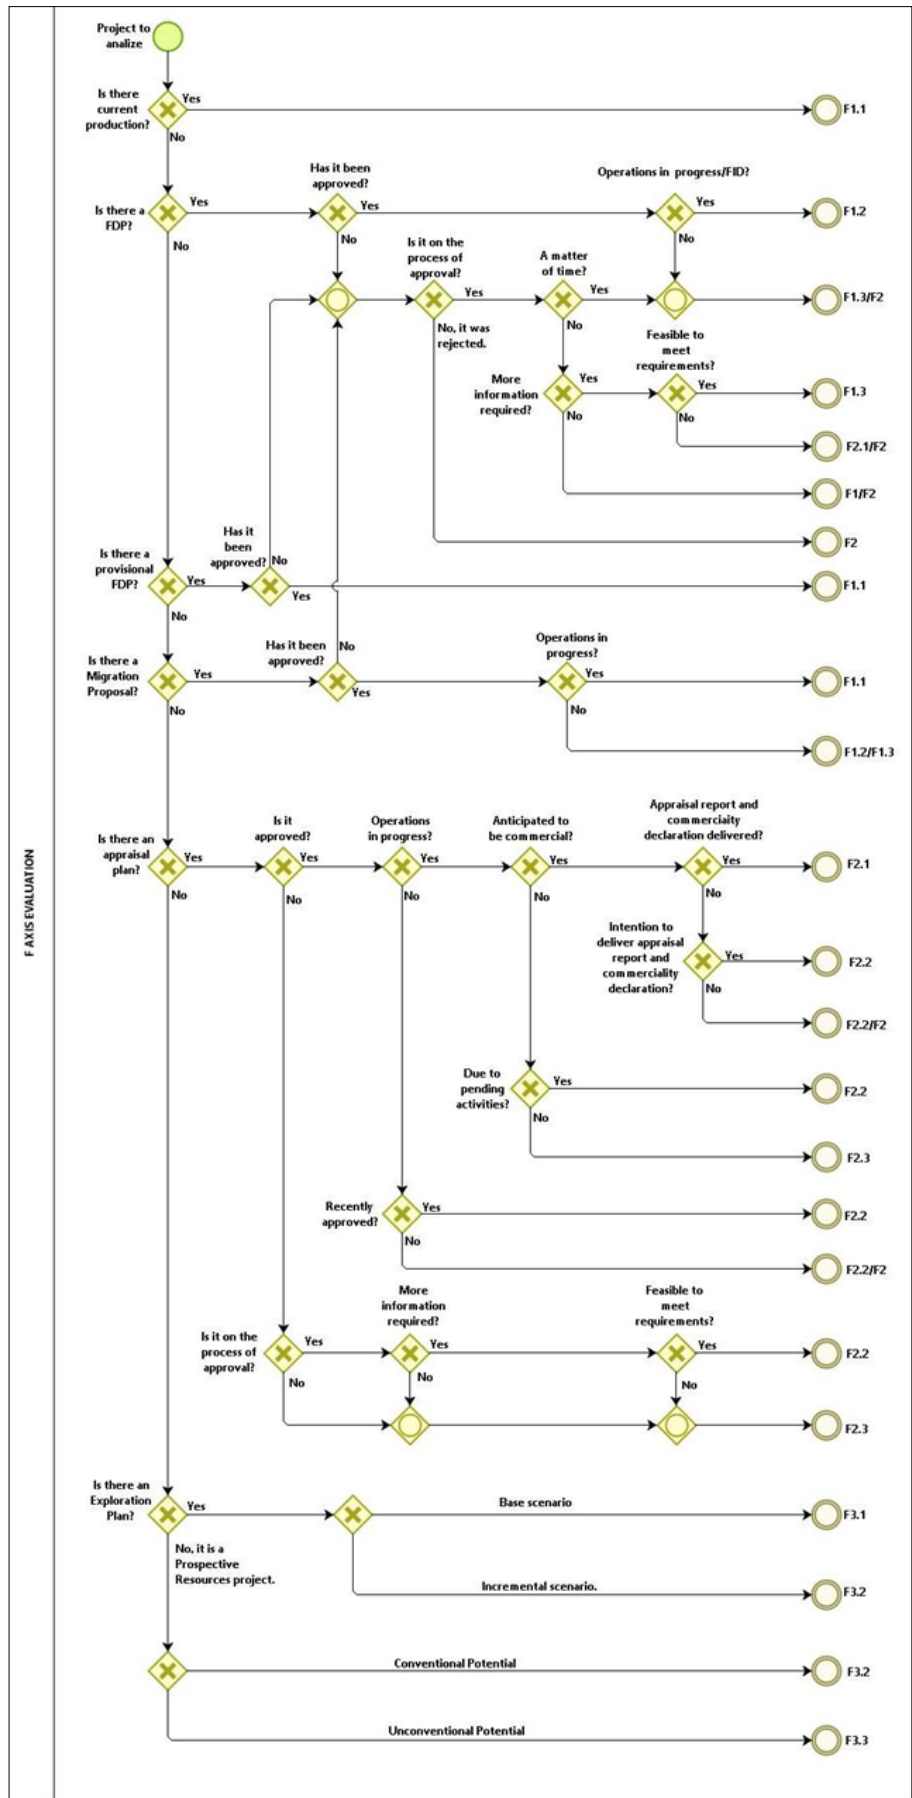 Project to
analize
Is there
current
production?
Yes
F1.1
No
Has it been
approved?
Operations in progress/FID?
Is there a
FDP?
Yes
Yes
Yes
F1.2
No
No
No
Is it on the
process of
approval?
A matter
of time?
Yes
Yes
F1.3/F2
No, it was
rejected.
No
Feasible to
meet
requirements?
More
information
required?
Yes
Yes
F1.3
No
No
F2.1/F2
F1/F2
F2
Is there a
provisional
FDP?
Has it
been
approved?
No
Yes
Yes
F1.1
No
Is there a
Migration
Proposal?
Yes
Has it been
approved?
No
Yes
Operations in
progress?
Yes
F1.1
No
No
F1.2/F1.3
F AXIS EVALUATION
Is there an
appraisal
plan?
Yes
Is it
approved?
Yes
Operations
in progress?
Yes
Anticipated to
be commercial?
Yes
Appraisal report and
commerciaity
declaration delivered?
Yes
F2.1
No
No
No
No
No
Intention to
deliver appraisal
report and
commerciality
declaration?
Yes
F2.2
No
F2.2/F2
Due to
pending
activities?
Yes
F2.2
No
F2.3
Recently
approved?
Yes
F2.2
No
F2.2/F2
Is it on the
process of
approval?
Yes
More
information
required?
Yes
Feasible to
meet
requirements?
Yes
F2.2
No
No
No
F2.3
Is there an
Exploration
Plan?
Yes
Base scenario
F3.1
No, it is a
Prospective
Resources project.
Incremental scenario.
F3.2
Conventional Potential
F3.2
Unconventional Potential
F3.3